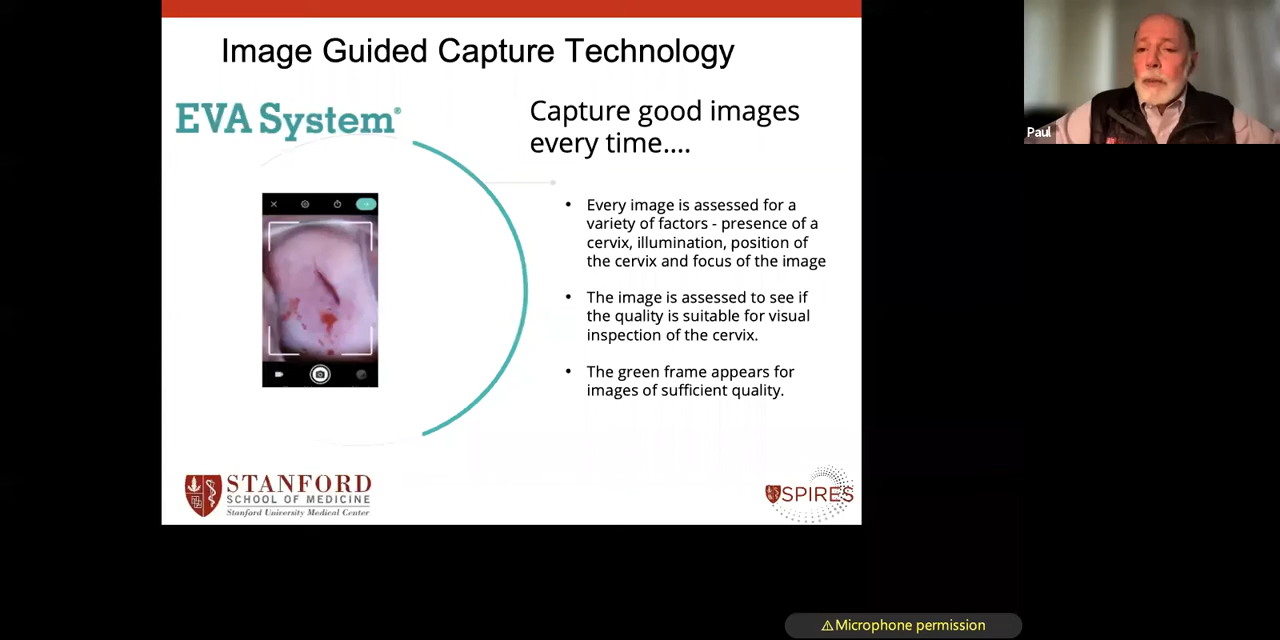 Image Guided Capture Technology
EVA System®
Capture good images
every time....
• Every image is assessed for a
variety of factors - presence of a
cervix, illumination, position of
the cervix and focus of the image
• The image is assessed to see if
the quality is suitable for visual
inspection of the cervix.
• The green frame appears for
images of sufficient quality.
STANFORD
SCHOOL OF MEDICINE
Stanford University Medical Center
SPIRES
Paul
Microphone permission